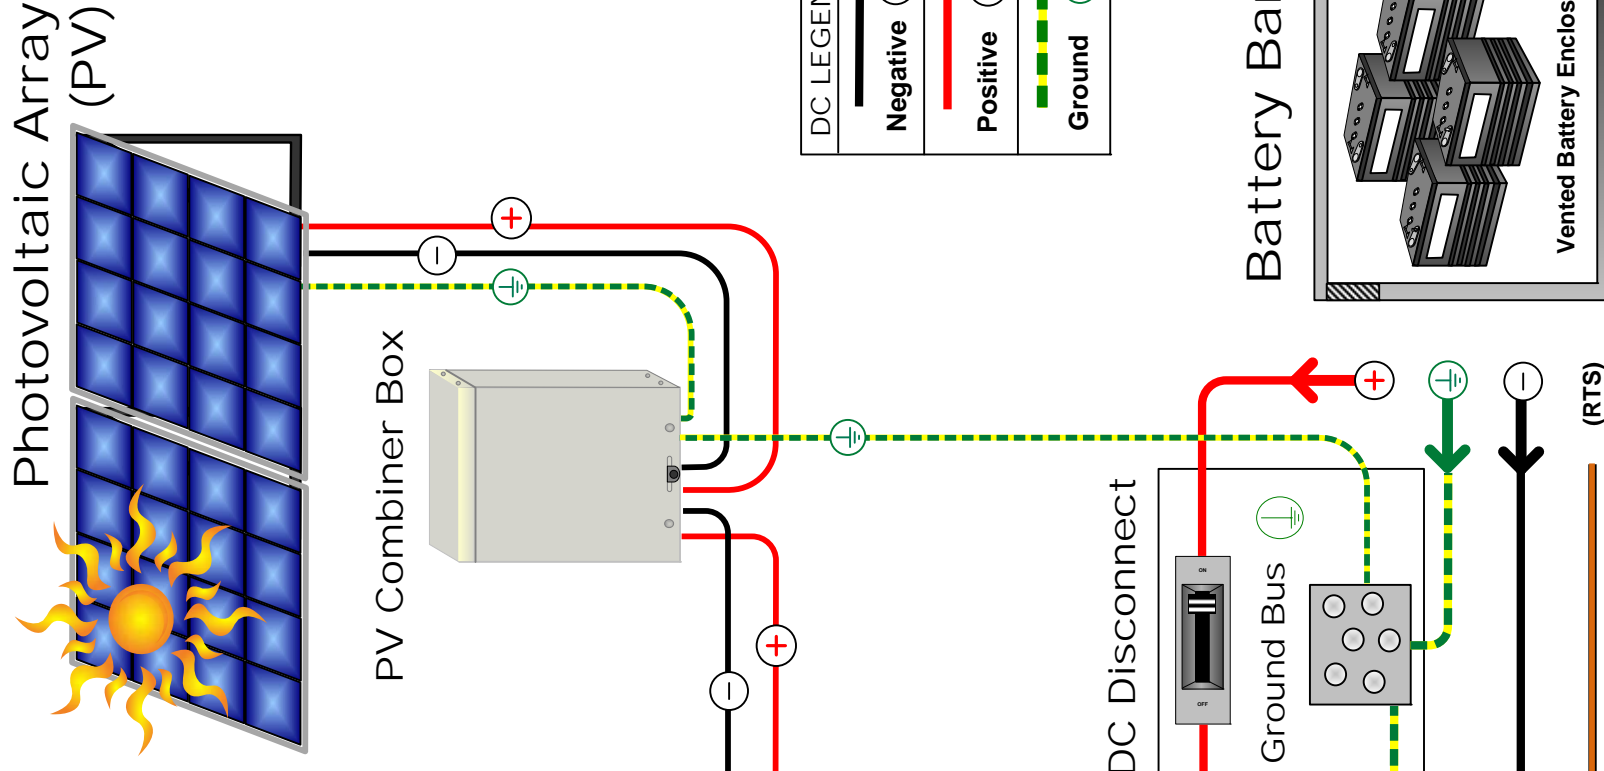 Photovoltaic Array
(PV)
PV Combiner Box
DC LEGEN
Negative
Positive
Ground
Battery Ba
Vented Battery Enclos
DC Disconnect
ON
OFF
Ground Bus
(RTS)